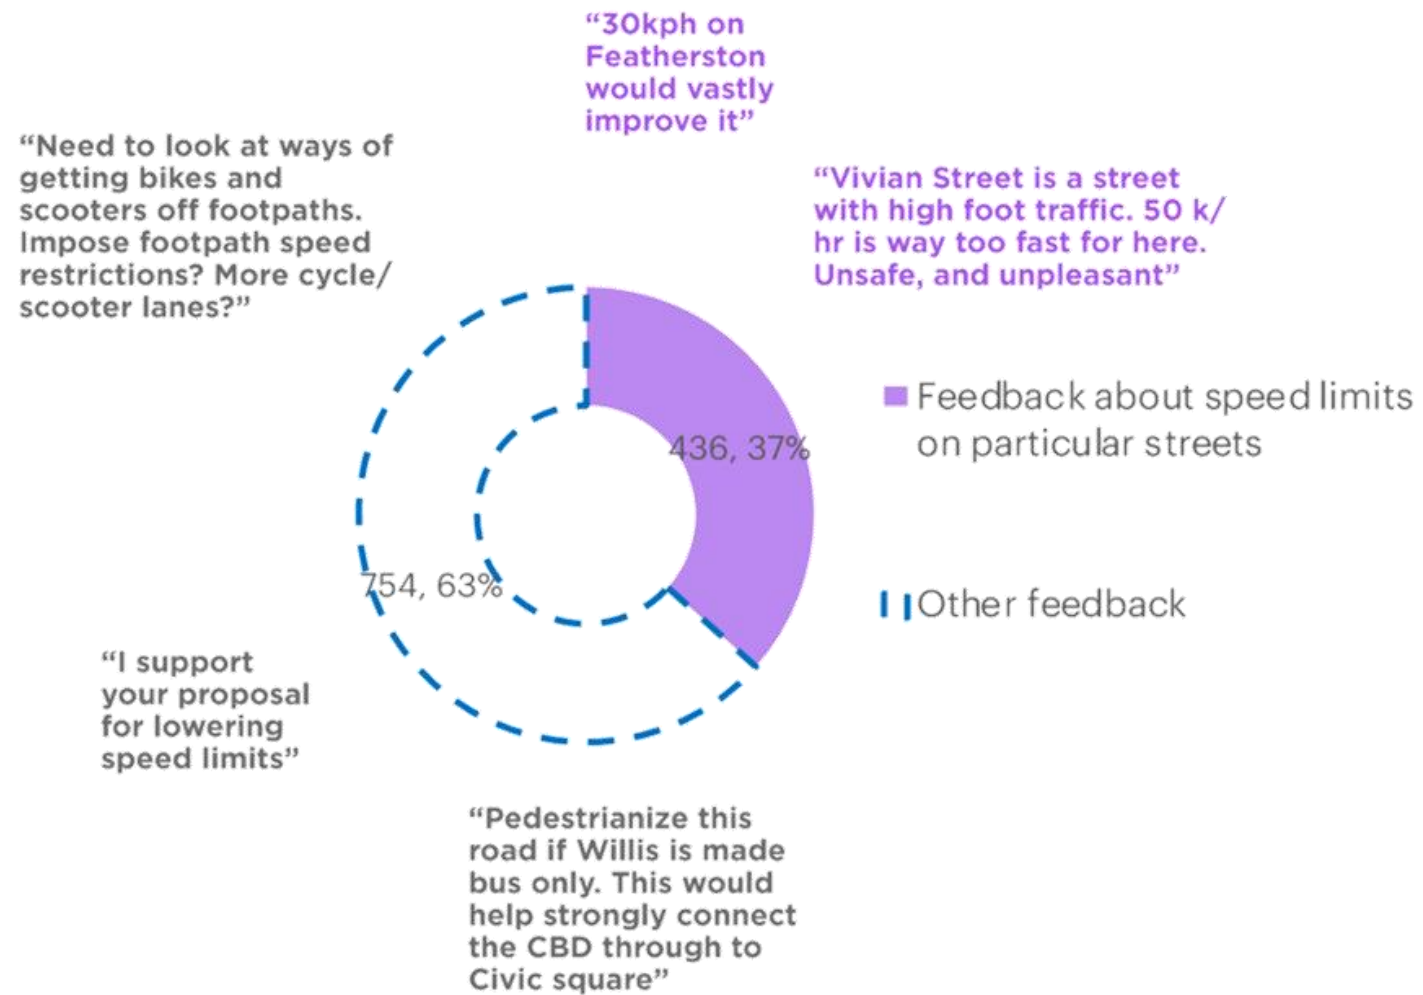 “30kph on
Featherston
would vastly
improve it”
“Need to look at ways of
getting bikes and
scooters off footpaths.
Impose footpath speed
restrictions? More cycle/
scooter lanes?”
“Vivian Street is a street
with high foot traffic. 50 k/
hr is way too fast for here.
Unsafe, and unpleasant”
Feedback about speed limits
on particular streets
436, 37%
754, 63%
Other feedback
“I support
your proposal
for lowering
speed limits”
“Pedestrianize this
road if Willis is made
bus only. This would
help strongly connect
the CBD through to
Civic square”